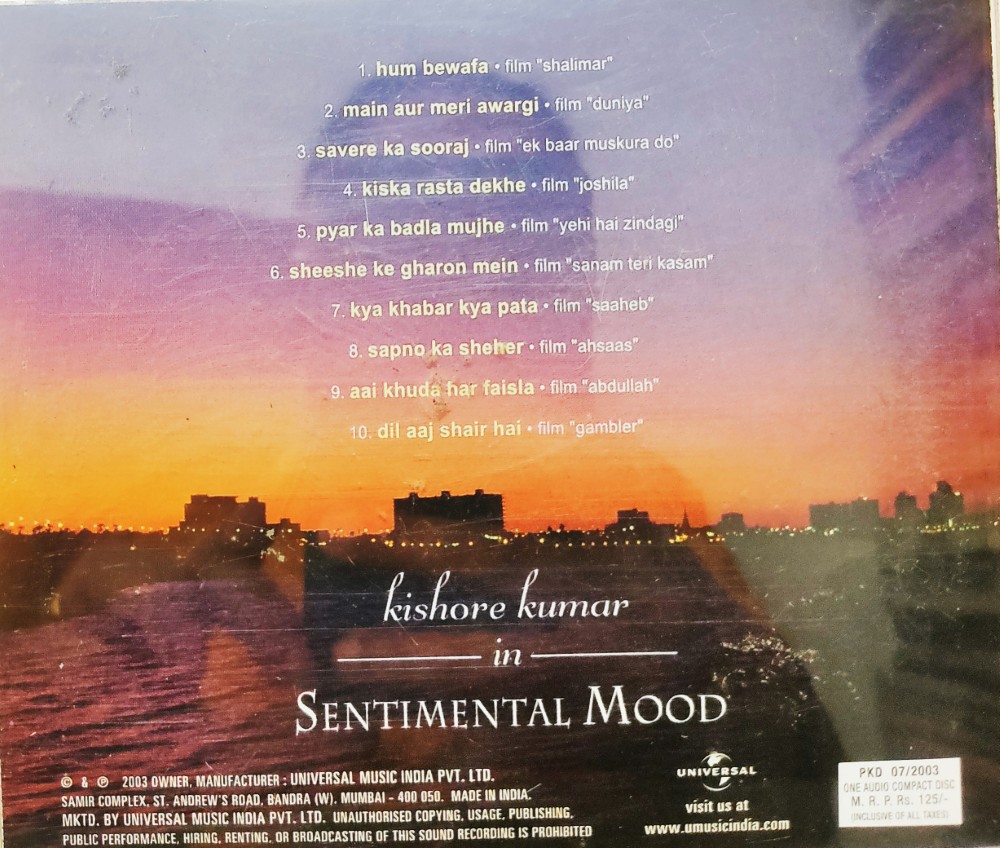 1. hum bewafa • film "shalimar"
2. main aur meri awargi • film "duniya"
3. savere ka sooraj • film "ek baar muskura do"
4. kiska rasta dekhe • film "joshila"
5. pyar ka badla mujhe • film "yehi hai zindagi"
6. sheeshe ke gharon mein • film "sanam teri kasam"
7. kya khabar kya pata • film "saaheb"
8. sapno ka sheher • film "ahsaas"
9. aai khuda har faisla • film "abdullah"
10. dil aaj shair hai • film "gambler"
kishore kumar
in
SENTIMENTAL MOOD
© & ℗ 2003 OWNER, MANUFACTURER : UNIVERSAL MUSIC INDIA PVT. LTD.
SAMIR COMPLEX, ST. ANDREW'S ROAD, BANDRA (W). MUMBAI - 400 050. MADE IN INDIA.
MKTD. BY UNIVERSAL MUSIC INDIA PVT. LTD. UNAUTHORISED COPYING, USAGE, PUBLISHING,
PUBLIC PERFORMANCE, HIRING, RENTING, OR BROADCASTING OF THIS SOUND RECORDING IS PROHIBITED
UNIVERSAL
visit us at
www.umusicindia.com
PKD 07/2003
ONE AUDIO COMPACT DISC
M. R. P. Rs. 125/-
(INCLUSIVE OF ALL TAXES)